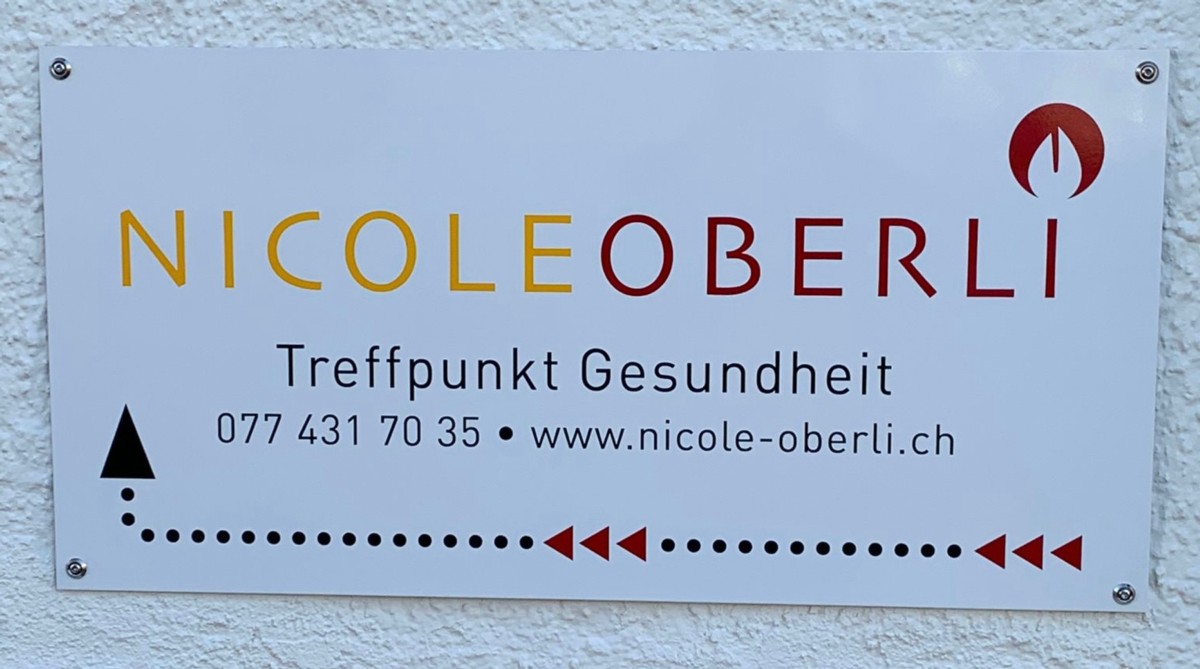 NICOLEOBERLI
Treffpunkt Gesundheit
077 431 70 35 • www.nicole-oberli.ch